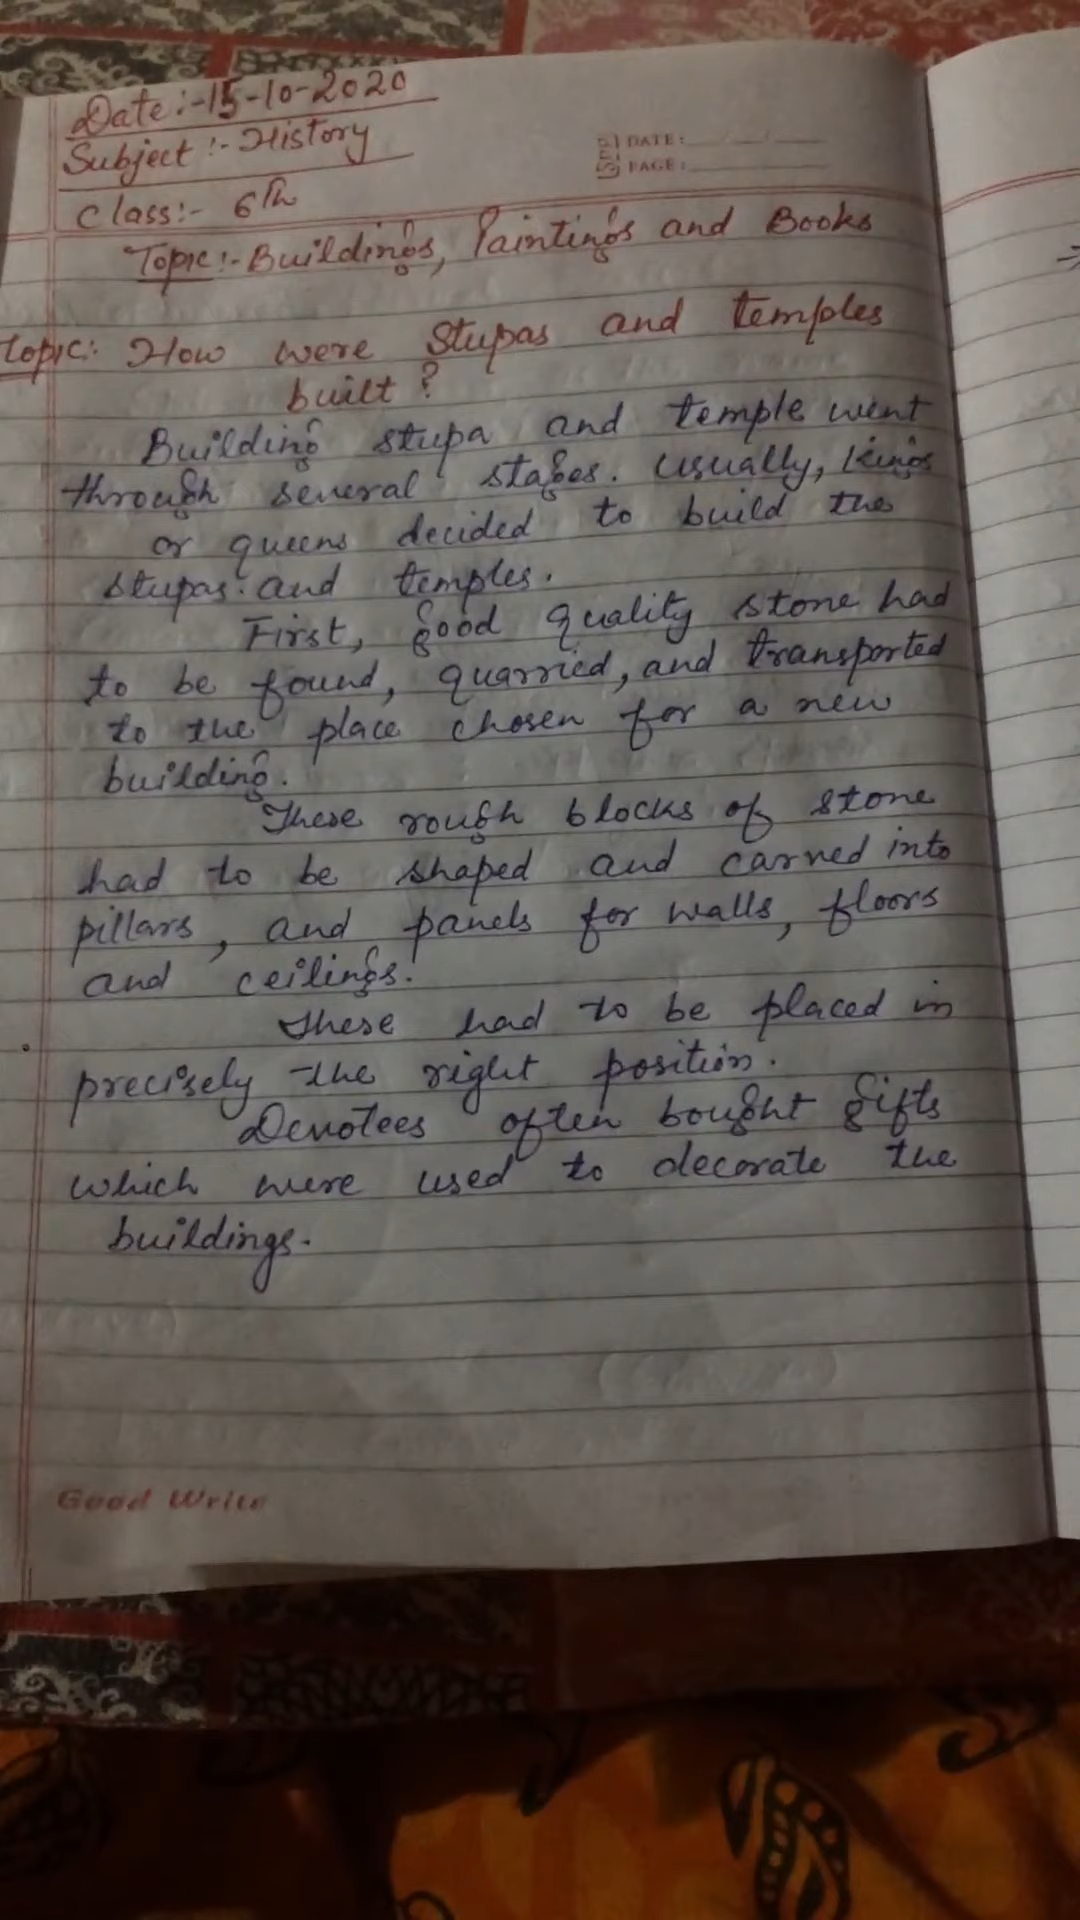 Date:-15-10-2020
Subject:- History
DATE:
PAGE:
Class:- 6th
Topic:- Buildings, Paintings and Books
Topic: How were Stupas and temples
built?
Building stupa and temple went
through several stages. Usually, kings
or queens decided to build the
stupas and temples.
First, good quality stone had
to be found, quarried, and transported
to the place chosen for a new
building.
These rough blocks of stone
had to be shaped and carved into
pillars, and panels for walls, floors
and ceilings.
These had to be placed in
precisely the right position.
Devotees often bought gifts
which were used to decorate the
buildings.
Good Write